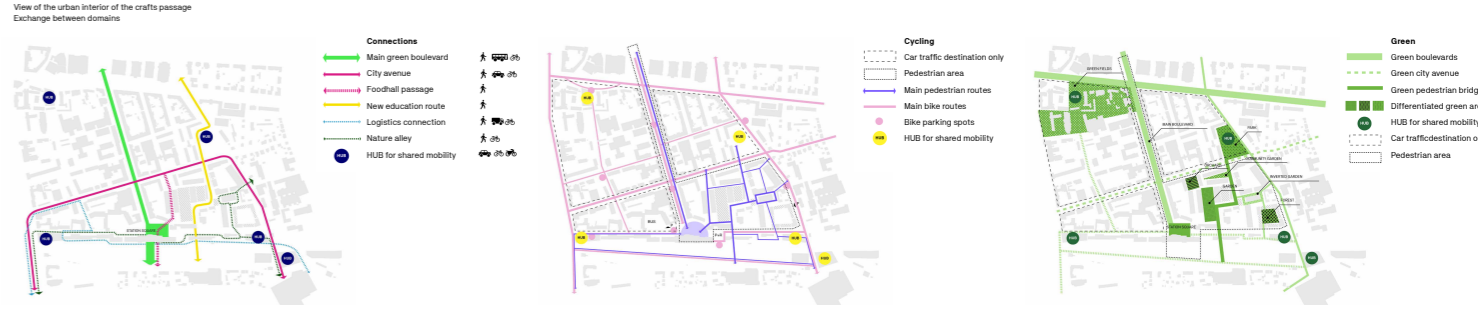 View of the urban interior of the crafts passage
Exchange between domains
Connections
Main green boulevard
City avenue
Foodhall passage
New education route
Logistics connection
Nature alley
HUB HUB for shared mobility
HUB
HUB
STATION SQUARE
HUB
HUB
HUB
Cycling
Car traffic destination only
Pedestrian area
Main pedestrian routes
Main bike routes
Bike parking spots
HUB HUB for shared mobility
HUB
HUB
BUS
HUB
K+R
HUB
HUB
Green
Green boulevards
Green city avenue
Green pedestrian bridg
Differentiated green are
HUB HUB for shared mobility
Car trafficdestination o
Pedestrian area
GREEN FIELDS
HUB
MAIN BOULEVARD
PARK
HUB
COMMUNITY GARDEN
INVERTED GARDEN
GARDEN
FOREST
STATION SQUARE
HUB
HUB
HUB